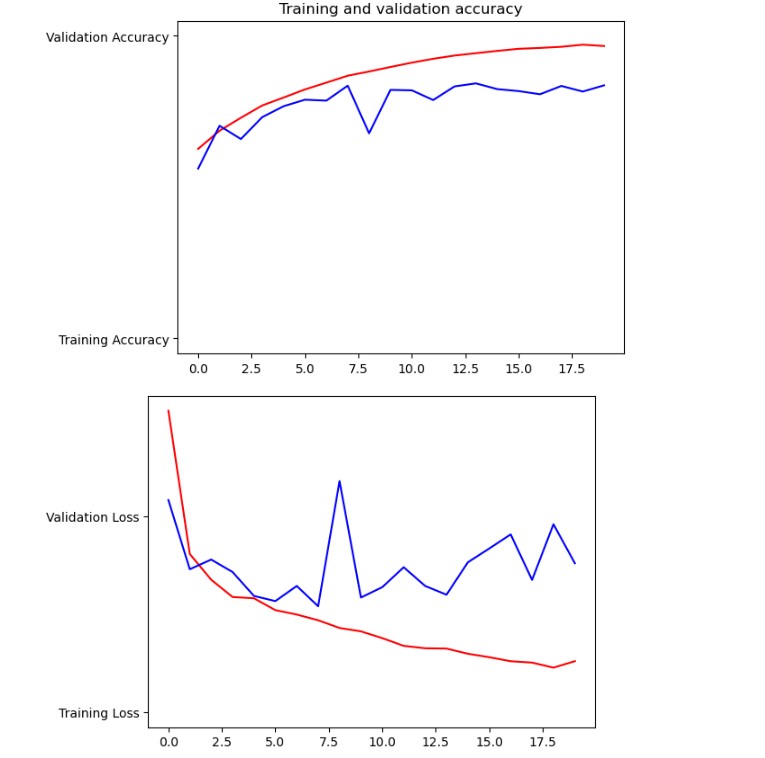 Training and validation accuracy
Validation Accuracy
Training Accuracy
0.0 2.5 5.0 7.5 10.0 12.5 15.0 17.5
Validation Loss
Training Loss
0.0 2.5 5.0 7.5 10.0 12.5 15.0 17.5